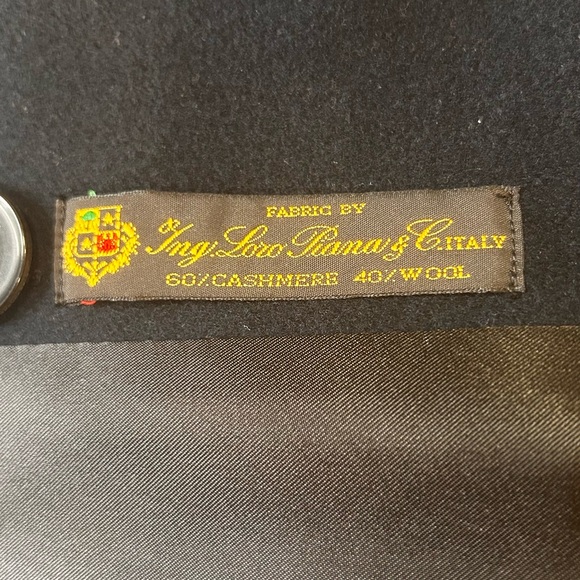 FABRIC BY
Ing. Loro Piana & C. ITALY
60% CASHMERE 40% WOOL